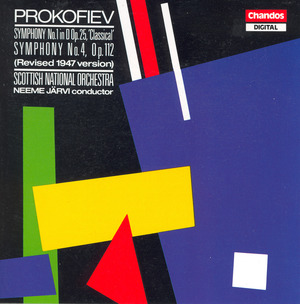 PROKOFIEV
SYMPHONY No.1 in D Op.25, 'Classical'
SYMPHONY No.4, Op.112
(Revised 1947 version)
SCOTTISH NATIONAL ORCHESTRA
NEEME JÄRVI conductor
Chandos
DIGITAL